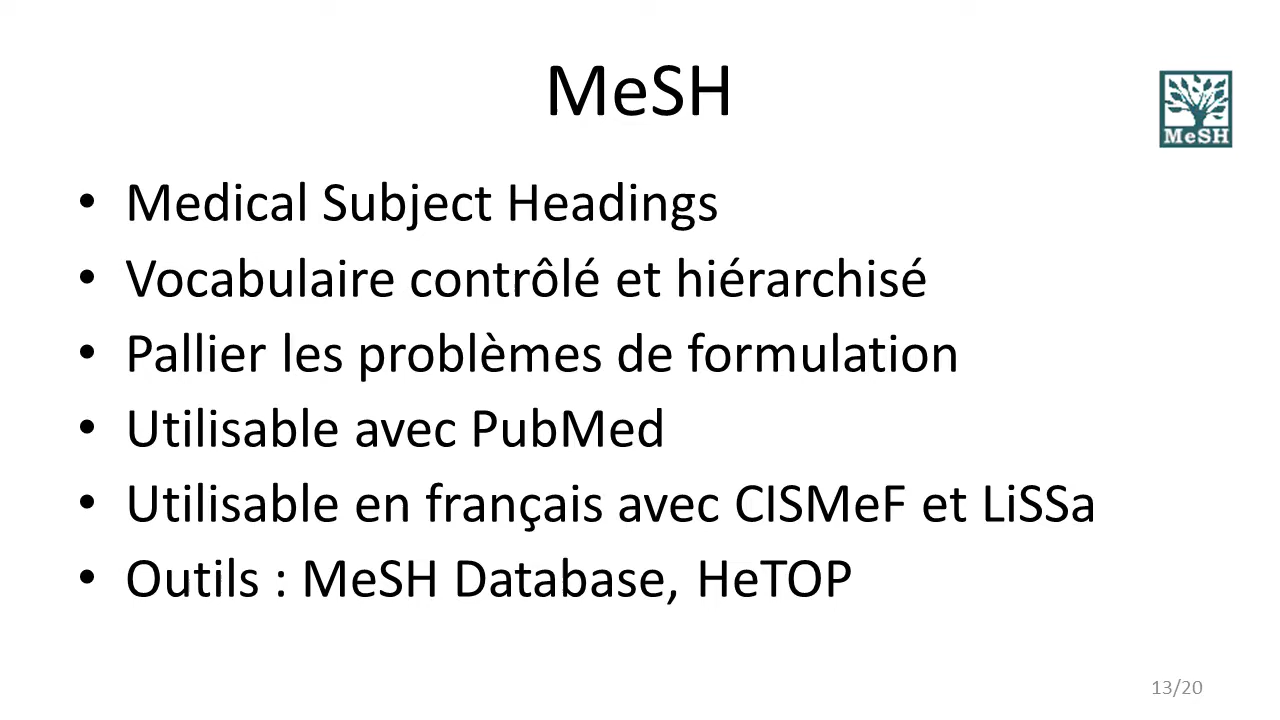 MeSH
MeSH
• Medical Subject Headings
• Vocabulaire contrôlé et hiérarchisé
• Pallier les problèmes de formulation
• Utilisable avec PubMed
• Utilisable en français avec CISMeF et LiSSa
• Outils : MeSH Database, HeTOP
13/20